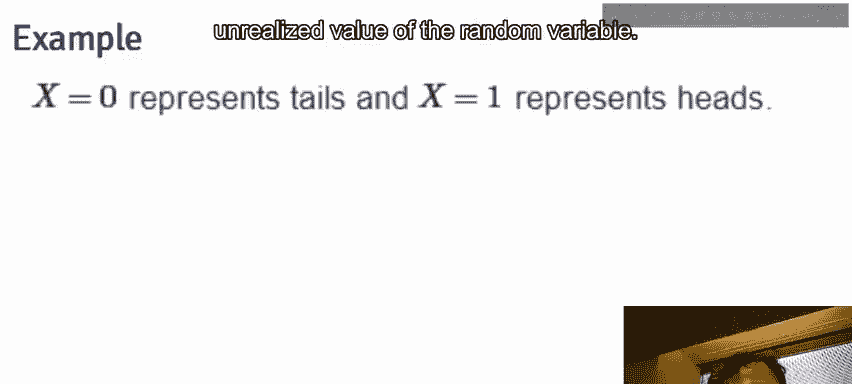 Example
unrealized value of the random variable.
X = 0 represents tails and X = 1 represents heads.